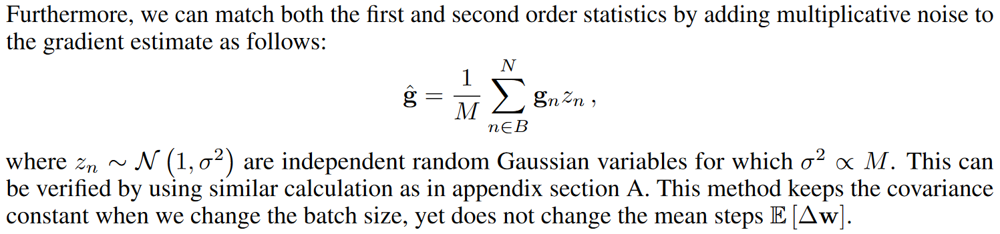 Furthermore, we can match both the first and second order statistics by adding multiplicative noise to
the gradient estimate as follows:
$$\hat{\mathbf{g}} = \frac{1}{M} \sum_{n \in B}^{N} \mathbf{g}_n z_n \, ,$$
where $z_n \sim \mathcal{N}\left(1, \sigma^2\right)$ are independent random Gaussian variables for which $\sigma^2 \propto M$. This can
be verified by using similar calculation as in appendix section A. This method keeps the covariance
constant when we change the batch size, yet does not change the mean steps $\mathbb{E}\left[\Delta \mathbf{w}\right]$.